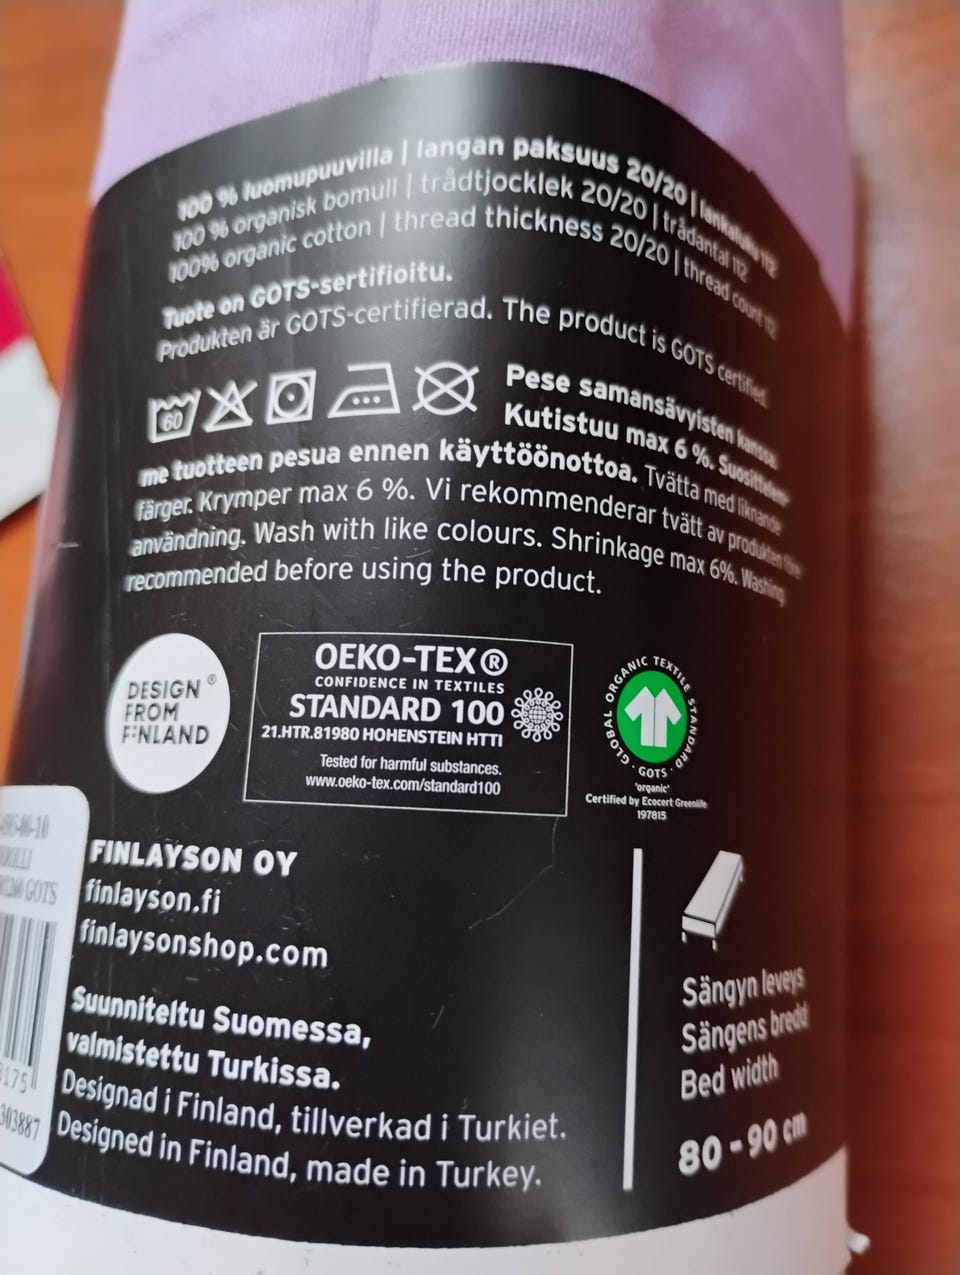 100 % luomupuuvilla | langan paksuus 20/20 | lankaluku 112
100 % organisk bomull | trådtjocklek 20/20 | trådantal 112
100% organic cotton | thread thickness 20/20 | thread count 112
Tuote on GOTS-sertifioitu.
Produkten är GOTS-certifierad. The product is GOTS certified.
60
Pese samansävyisten kanssa.
Kutistuu max 6 %. Suosittelem-
me tuotteen pesua ennen käyttöönottoa. Tvätta med liknande
färger. Krymper max 6 %. Vi rekommenderar tvätt av produkten före
användning. Wash with like colours. Shrinkage max 6%. Washing
recommended before using the product.
DESIGN ®
FROM
FINLAND
OEKO-TEX®
CONFIDENCE IN TEXTILES
STANDARD 100
21.HTR.81980 HOHENSTEIN HTTI
Tested for harmful substances.
www.oeko-tex.com/standard100
GLOBAL ORGANIC TEXTILE STANDARD
· GOTS ·
'organic'
Certified by Ecocert Greenlife
197815
FINLAYSON OY
finlayson.fi
finlaysonshop.com
Suunniteltu Suomessa,
valmistettu Turkissa.
Designad i Finland, tillverkad i Turkiet.
Designed in Finland, made in Turkey.
Sängyn leveys
Sängens bredd
Bed width
80 - 90 cm
GOTS
3175
303887